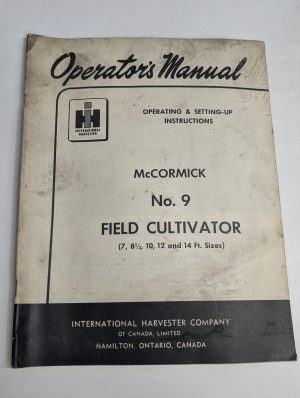 Operator's Manual
OPERATING & SETTING-UP
INSTRUCTIONS
IH
INTERNATIONAL
HARVESTER
McCORMICK
No. 9
FIELD CULTIVATOR
(7, 8½, 10, 12 and 14 Ft. Sizes)
INTERNATIONAL HARVESTER COMPANY
OF CANADA, LIMITED
HAMILTON, ONTARIO, CANADA